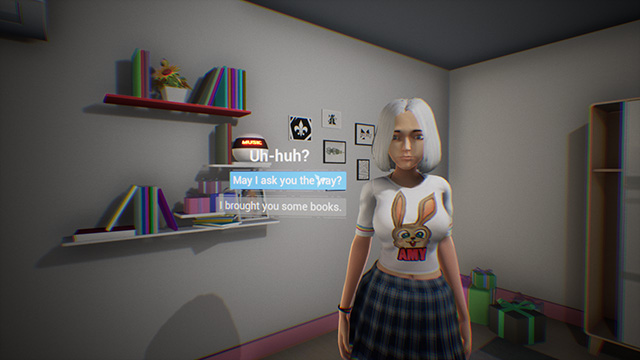 MUSIC
Uh-huh?
May I ask you the way?
I brought you some books.
AMY